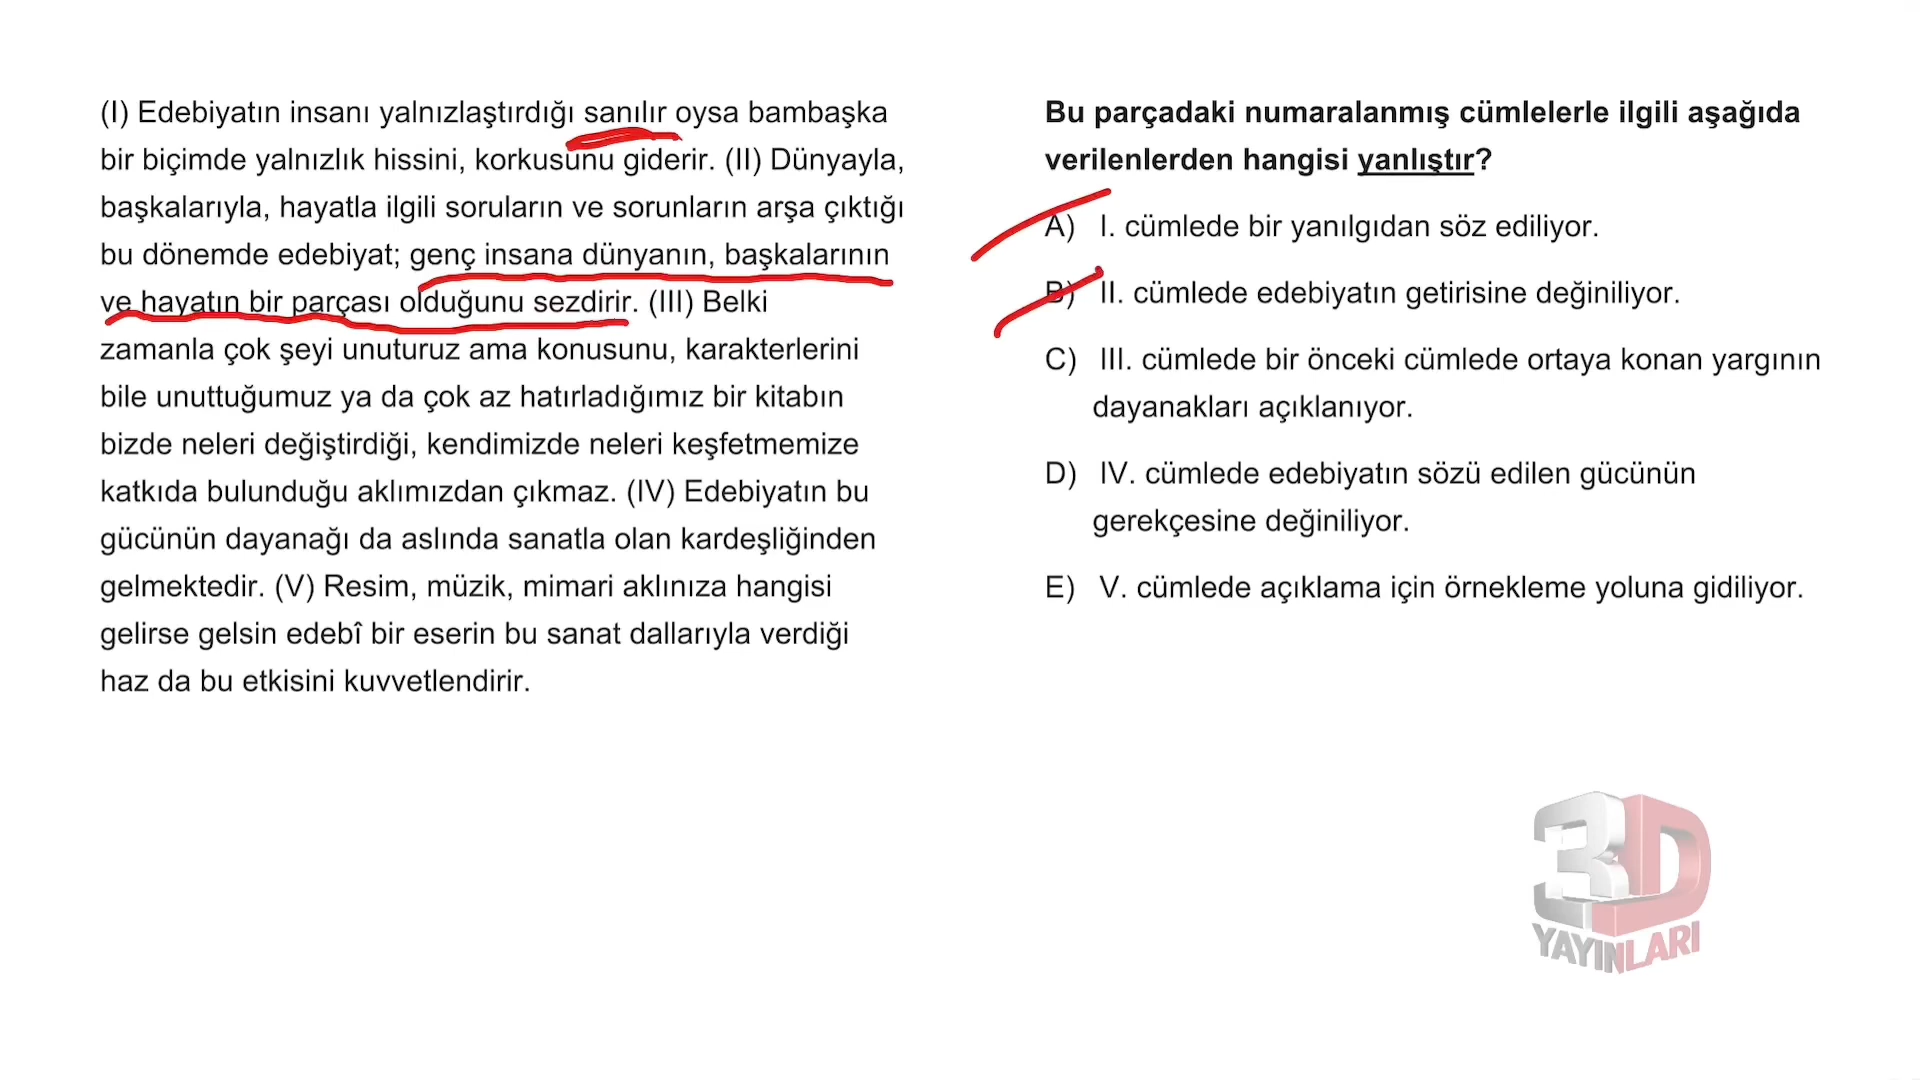 (I) Edebiyatın insanı yalnızlaştırdığı sanılır oysa bambaşka
bir biçimde yalnızlık hissini, korkusunu giderir. (II) Dünyayla,
başkalarıyla, hayatla ilgili soruların ve sorunların arşa çıktığı
bu dönemde edebiyat; genç insana dünyanın, başkalarının
ve hayatın bir parçası olduğunu sezdirir. (III) Belki
zamanla çok şeyi unuturuz ama konusunu, karakterlerini
bile unuttuğumuz ya da çok az hatırladığımız bir kitabın
bizde neleri değiştirdiği, kendimizde neleri keşfetmemize
katkıda bulunduğu aklımızdan çıkmaz. (IV) Edebiyatın bu
gücünün dayanağı da aslında sanatla olan kardeşliğinden
gelmektedir. (V) Resim, müzik, mimari aklınıza hangisi
gelirse gelsin edebî bir eserin bu sanat dallarıyla verdiği
haz da bu etkisini kuvvetlendirir.
Bu parçadaki numaralanmış cümlelerle ilgili aşağıda
verilenlerden hangisi yanlıştır?
A) I. cümlede bir yanılgıdan söz ediliyor.
B) II. cümlede edebiyatın getirisine değiniliyor.
C) III. cümlede bir önceki cümlede ortaya konan yargının
dayanakları açıklanıyor.
D) IV. cümlede edebiyatın sözü edilen gücünün
gerekçesine değiniliyor.
E) V. cümlede açıklama için örnekleme yoluna gidiliyor.
3D
YAYINLARI